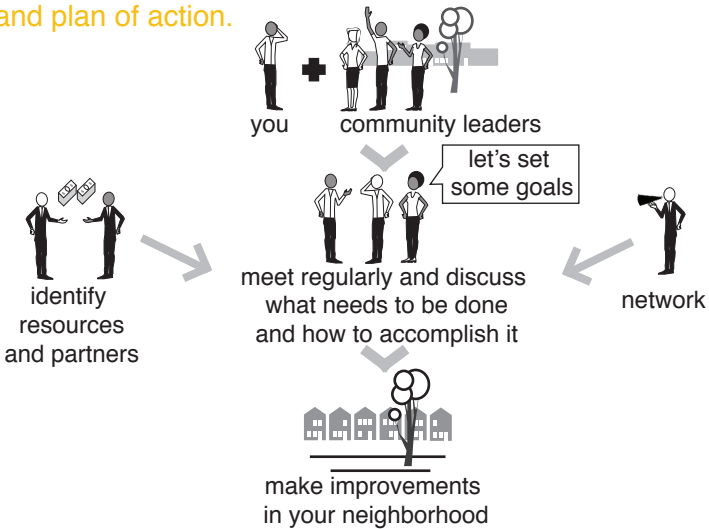 and plan of action.
you
community leaders
let's set
some goals
identify
resources
and partners
meet regularly and discuss
what needs to be done
and how to accomplish it
network
make improvements
in your neighborhood